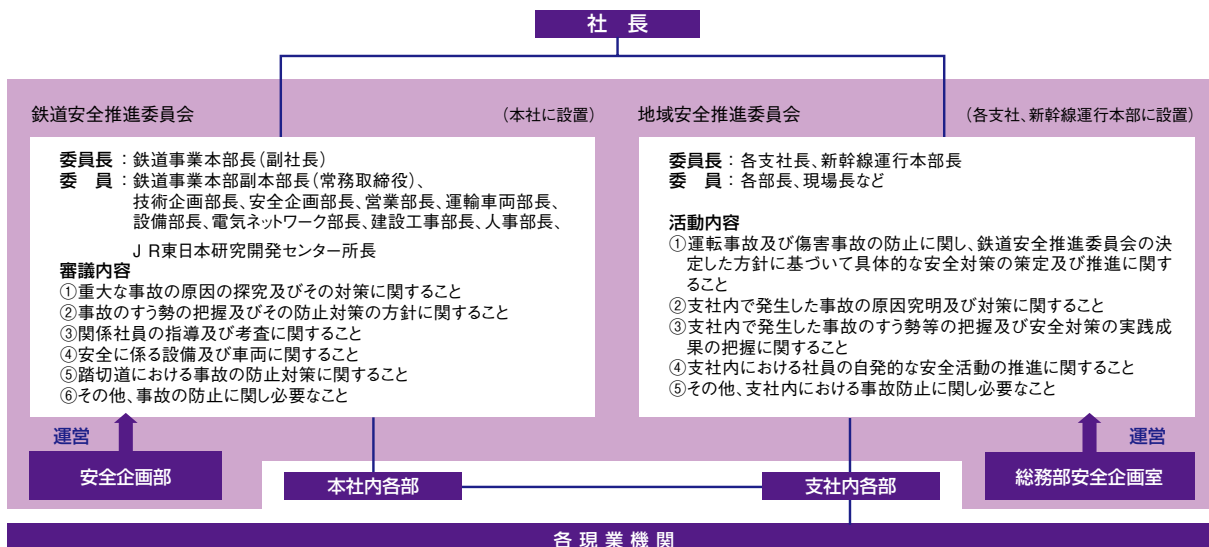 社 長
鉄道安全推進委員会 (本社に設置)
委員長:鉄道事業本部長(副社長)
委 員:鉄道事業本部副本部長(常務取締役)、
技術企画部長、安全企画部長、営業部長、運輸車両部長、
設備部長、電気ネットワーク部長、建設工事部長、人事部長、
JR東日本研究開発センター所長
審議内容
①重大な事故の原因の探究及びその対策に関すること
②事故のすう勢の把握及びその防止対策の方針に関すること
③関係社員の指導及び考査に関すること
④安全に係る設備及び車両に関すること
⑤踏切道における事故の防止対策に関すること
⑥その他、事故の防止に関し必要なこと
運営
安全企画部
地域安全推進委員会 (各支社、新幹線運行本部に設置)
委員長:各支社長、新幹線運行本部長
委 員:各部長、現場長など
活動内容
①運転事故及び傷害事故の防止に関し、鉄道安全推進委員会の決
定した方針に基づいて具体的な安全対策の策定及び推進に関す
ること
②支社内で発生した事故の原因究明及び対策に関すること
③支社内で発生した事故のすう勢等の把握及び安全対策の実践成
果の把握に関すること
④支社内における社員の自発的な安全活動の推進に関すること
⑤その他、支社内における事故防止に関し必要なこと
運営
総務部安全企画室
本社内各部
支社内各部
各現業機関